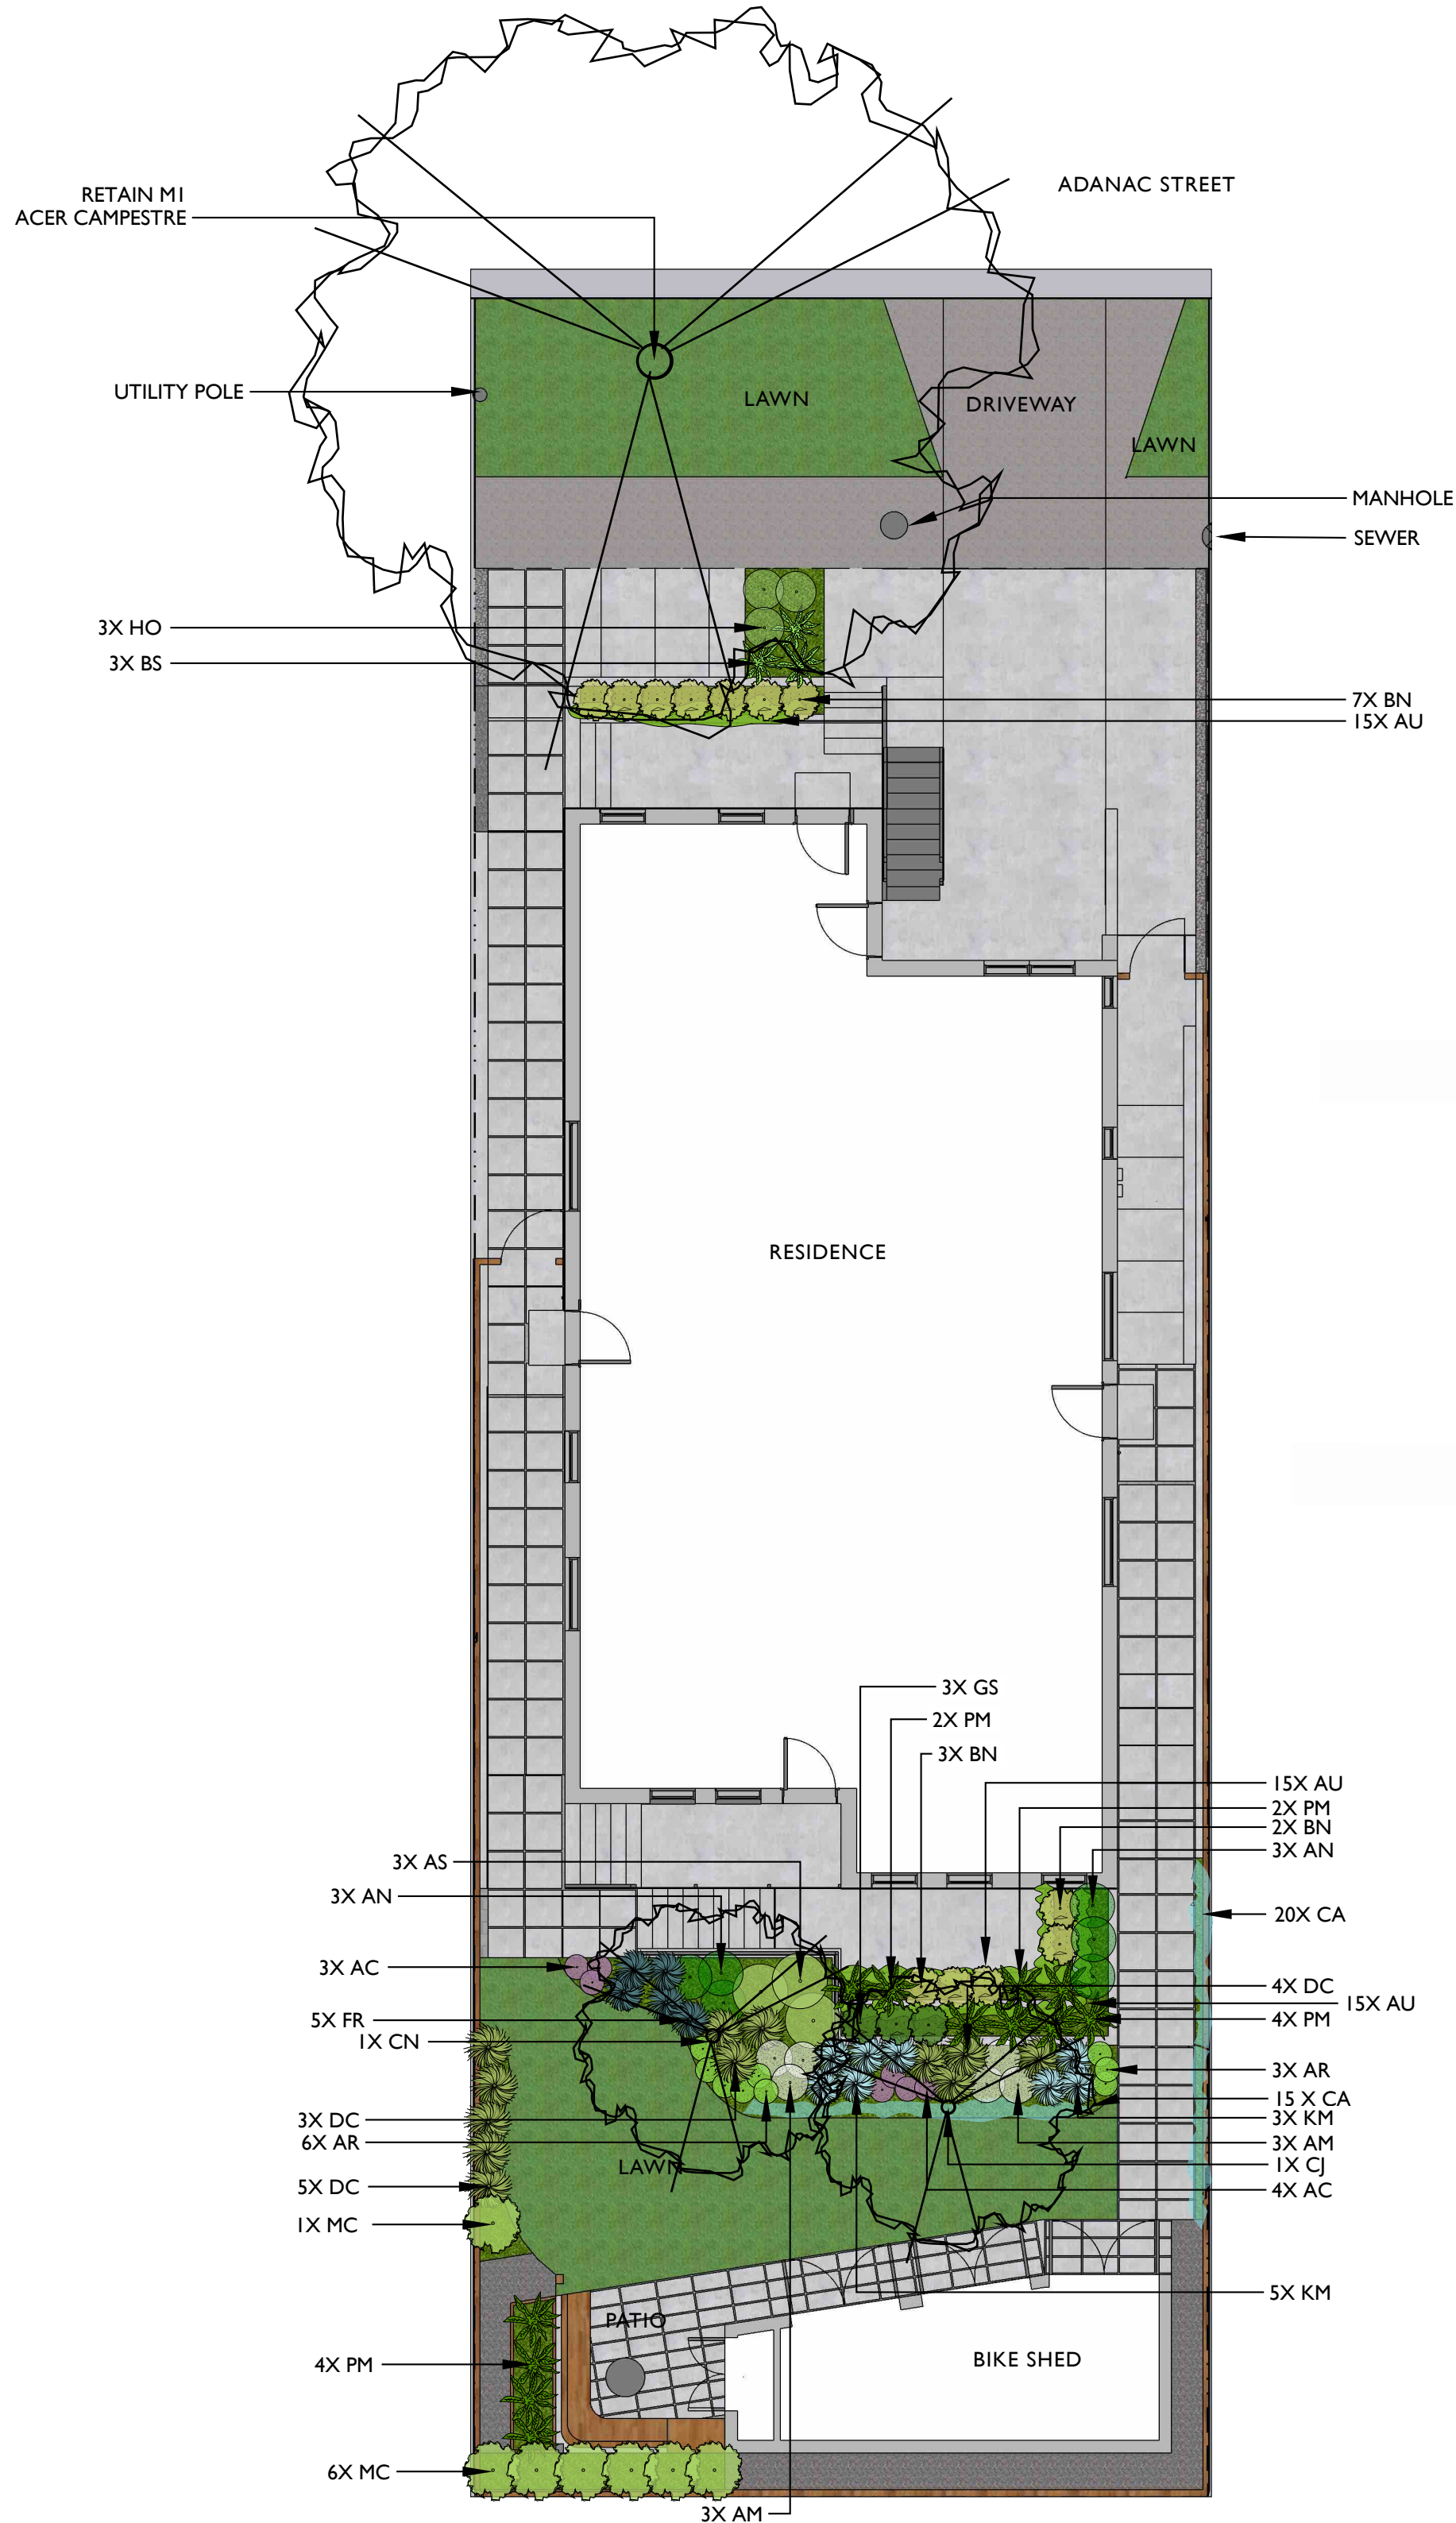 RETAIN M1
ACER CAMPESTRE
ADANAC STREET
UTILITY POLE
LAWN
DRIVEWAY
LAWN
MANHOLE
SEWER
3X HO
3X BS
7X BN
15X AU
RESIDENCE
3X GS
2X PM
3X BN
15X AU
2X PM
2X BN
3X AN
3X AS
3X AN
20X CA
3X AC
4X DC
15X AU
5X FR
4X PM
1X CN
3X AR
15 X CA
3X DC
3X KM
6X AR
3X AM
1X CJ
LAWN
5X DC
4X AC
1X MC
5X KM
PATIO
BIKE SHED
4X PM
6X MC
3X AM